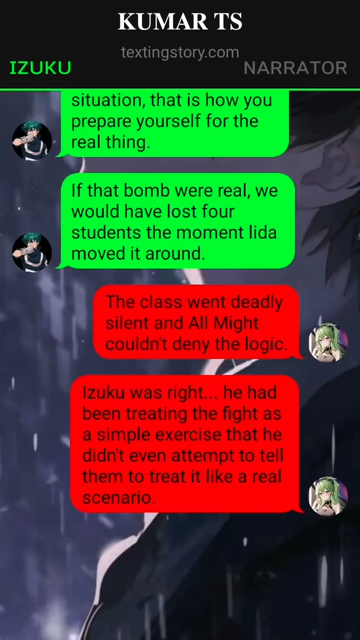 KUMAR TS
textingstory.com
IZUKU
NARRATOR
situation, that is how you
prepare yourself for the
real thing.
If that bomb were real, we
would have lost four
students the moment Iida
moved it around.
The class went deadly
silent and All Might
couldn't deny the logic.
Izuku was right... he had
been treating the fight as
a simple exercise that he
didn't even attempt to tell
them to treat it like a real
scenario.